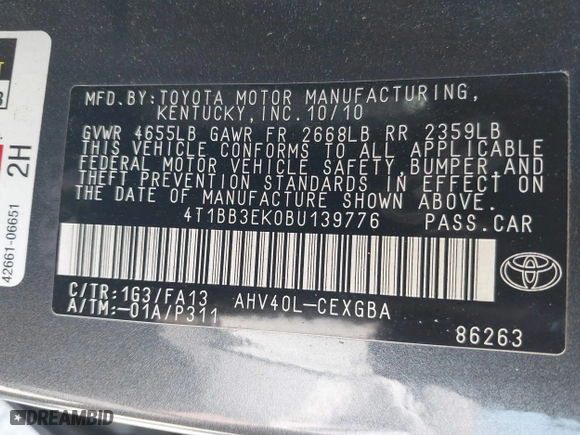 MFD.BY:TOYOTA MOTOR MANUFACTURING,
KENTUCKY, INC. 10/10
GVWR 4655LB GAWR FR 2668LB RR 2359LB
THIS VEHICLE CONFORMS TO ALL APPLICABLE
FEDERAL MOTOR VEHICLE SAFETY, BUMPER, AND
THEFT PREVENTION STANDARDS IN EFFECT ON
THE DATE OF MANUFACTURE SHOWN ABOVE.
4T1BB3EK0BU139776 PASS.CAR
C/TR:1G3/FA13 AHV40L-CEXGBA
A/TM:-01A/P311
86263
2H
42661-06651
DREAMBID